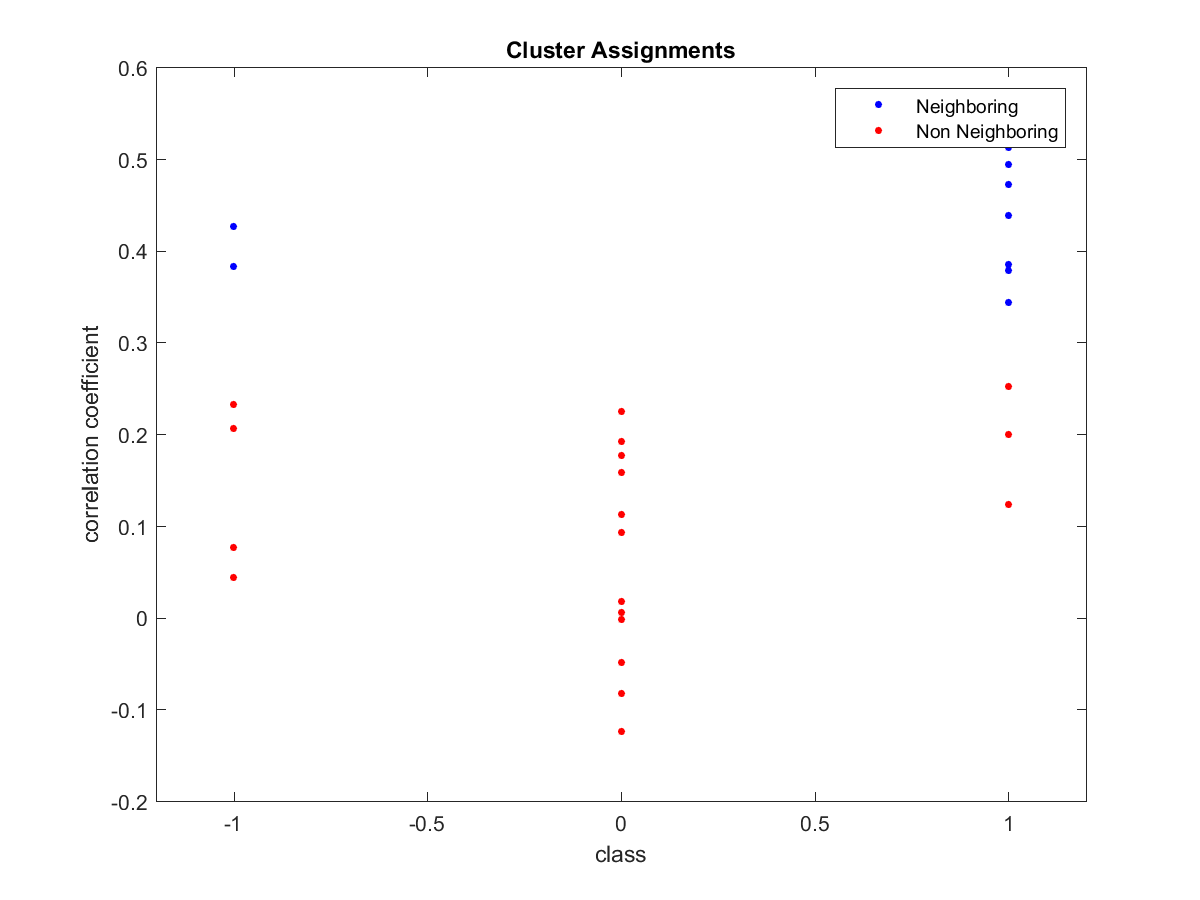 Cluster Assignments
0.6
0.5
0.4
0.3
0.2
0.1
0
-0.1
-0.2
correlation coefficient
Neighboring
Non Neighboring
-1
-0.5
0
0.5
1
class